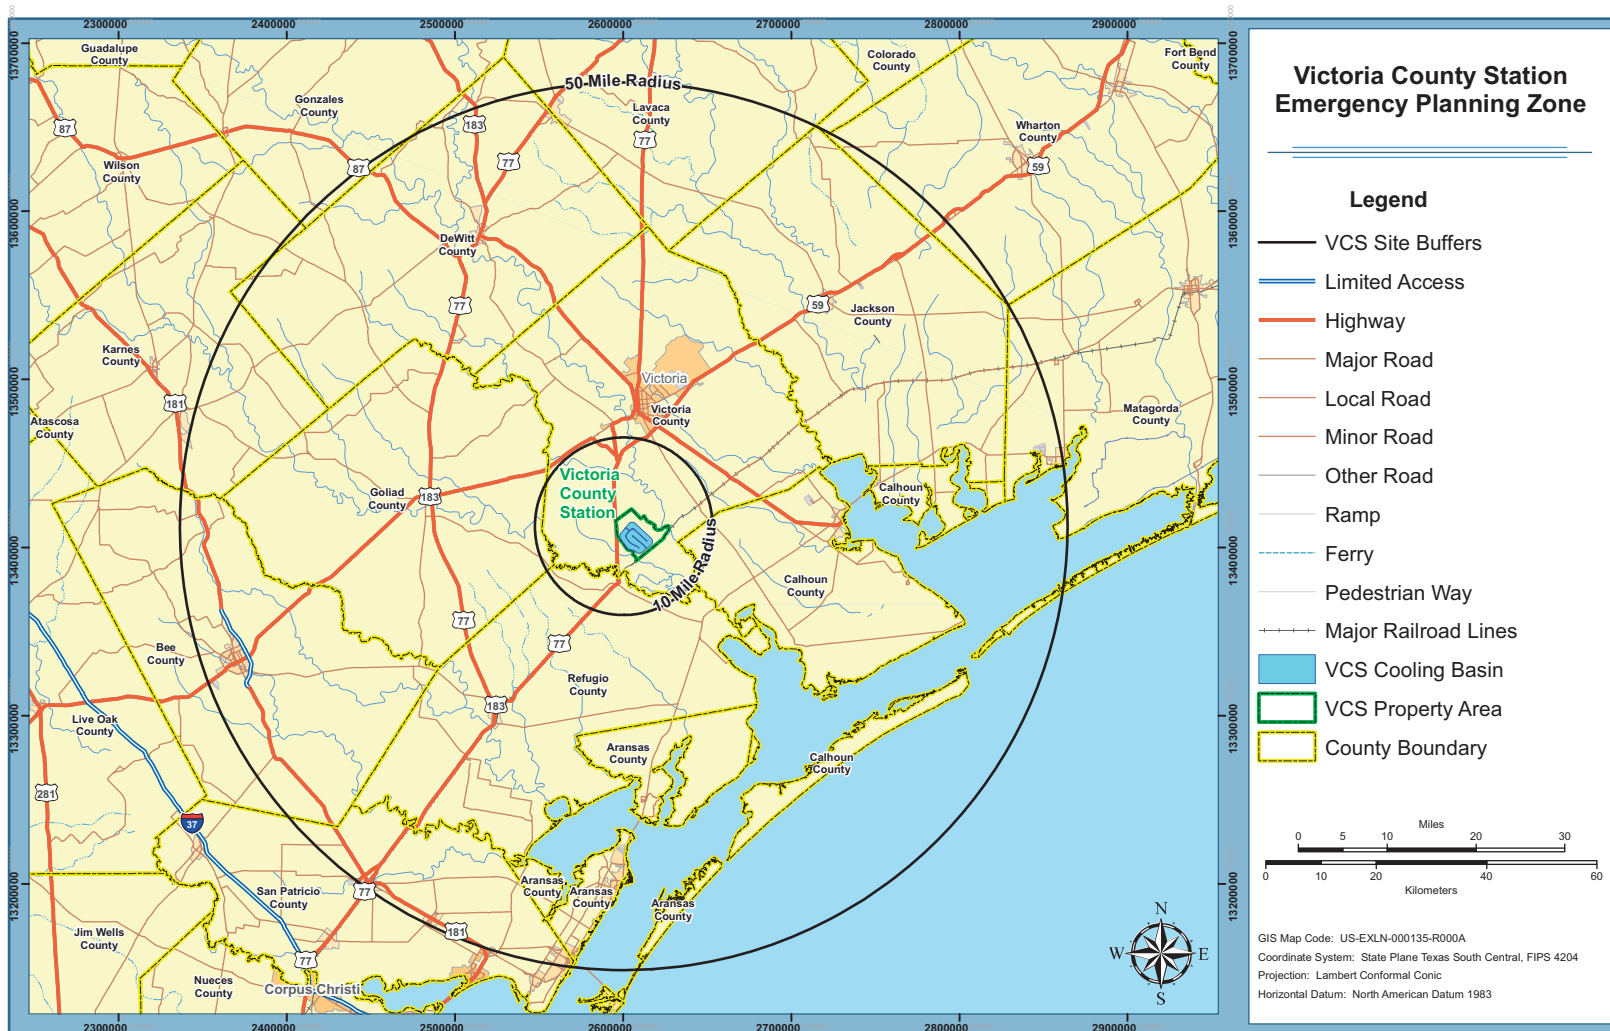 2300000
2400000
2500000
2600000
2700000
2800000
2900000
13700000
13600000
13500000
13400000
13300000
13200000
13700000
13600000
13500000
13400000
13300000
13200000
Guadalupe
County
Gonzales
County
Wilson
County
Karnes
County
Atascosa
County
Lavaca
County
Colorado
County
Fort Bend
County
Wharton
County
DeWitt
County
Jackson
County
Matagorda
County
Victoria
Victoria
County
Goliad
County
Calhoun
County
Calhoun
County
Calhoun
County
Bee
County
Live Oak
County
Refugio
County
Aransas
County
Aransas
County
Aransas
County
Aransas
County
San Patricio
County
Jim Wells
County
Nueces
County
Corpus Christi
Victoria
County
Station
50-Mile-Radius
10-Mile-Radius
87
87
183
77
77
59
59
77
181
183
77
77
183
281
37
77
181
77
2300000
2400000
2500000
2600000
2700000
2800000
2900000
Victoria County Station
Emergency Planning Zone
Legend
VCS Site Buffers
Limited Access
Highway
Major Road
Local Road
Minor Road
Other Road
Ramp
Ferry
Pedestrian Way
Major Railroad Lines
VCS Cooling Basin
VCS Property Area
County Boundary
Miles
0 5 10 20 30
0 10 20 40 60
Kilometers
N
W E
S
GIS Map Code: US-EXLN-000135-R000A
Coordinate System: State Plane Texas South Central, FIPS 4204
Projection: Lambert Conformal Conic
Horizontal Datum: North American Datum 1983